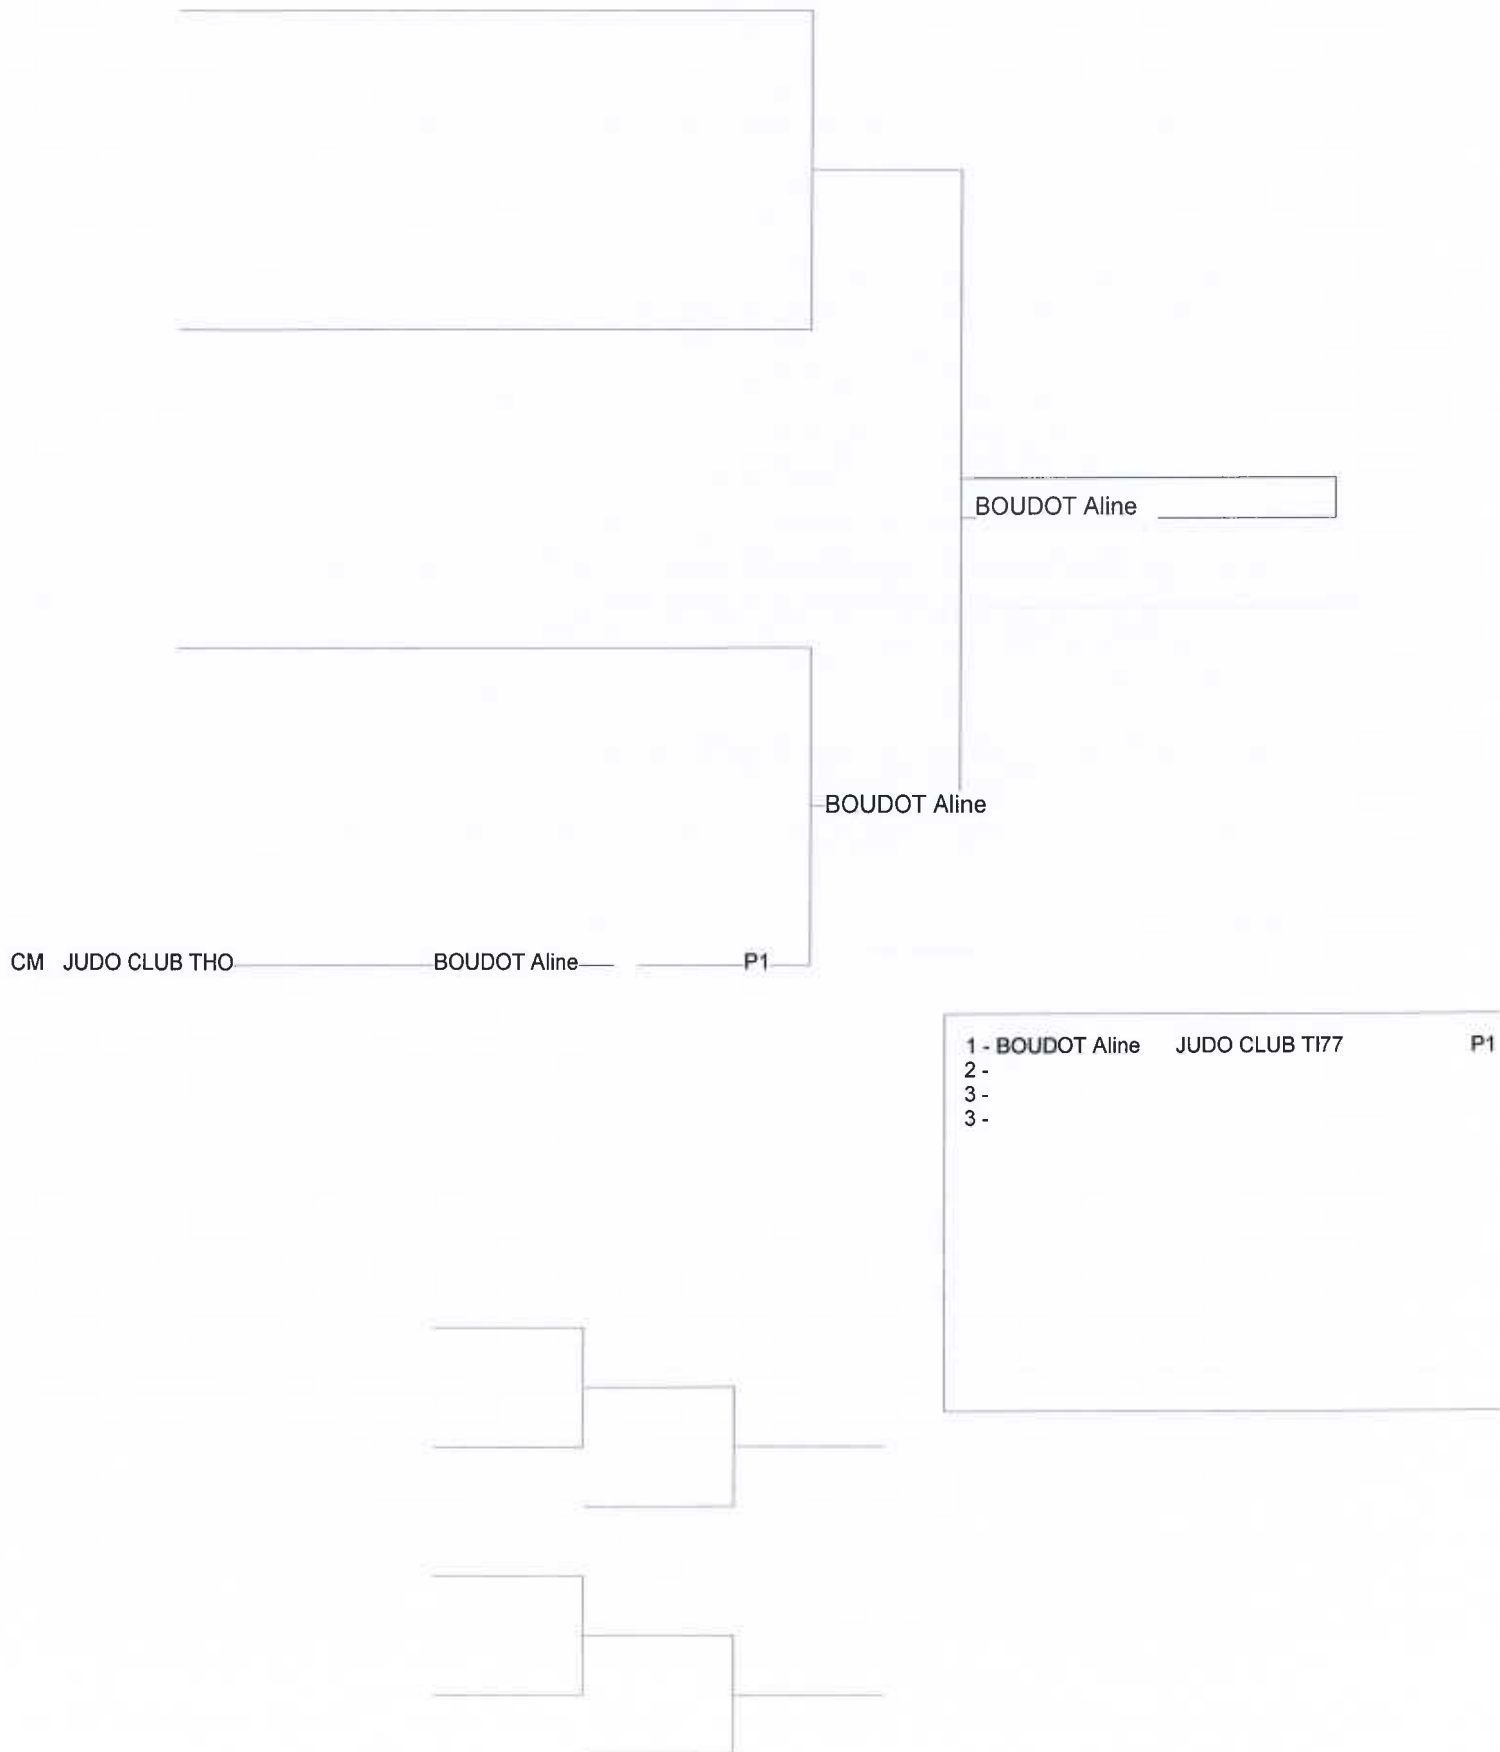 BOUDOT Aline
BOUDOT Aline
CM JUDO CLUB THO BOUDOT Aline P1
1 - BOUDOT Aline JUDO CLUB TI77 P1
2 -
3 -
3 -